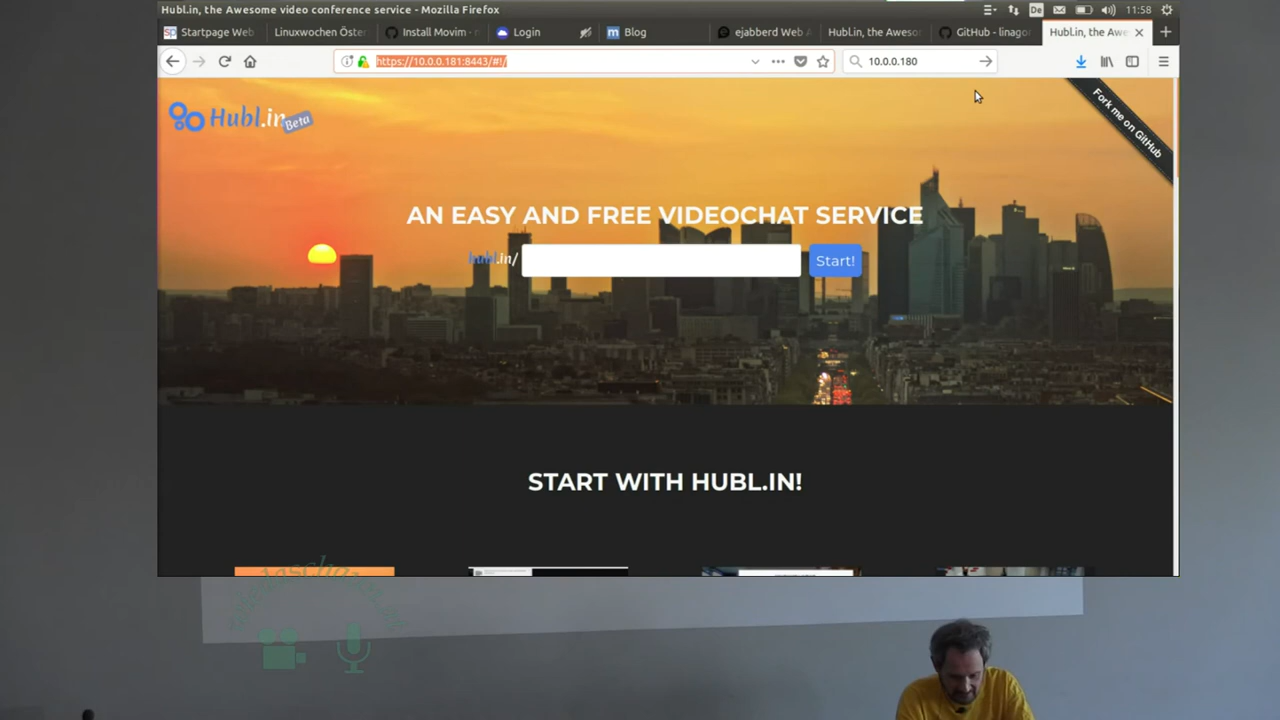 Hubl.in, the Awesome video conference service - Mozilla Firefox
De
11:58
sp Startpage Web
Linuxwochen Öster
Install Movim ·
Login
m Blog
ejabberd Web A
Hubl.in, the Aweso
GitHub - linago
Hubl.in, the Awe
https://10.0.0.181:8443/#!/
10.0.0.180
Hubl.in
Beta
Fork me on GitHub
AN EASY AND FREE VIDEOCHAT SERVICE
hubl.in/
Start!
START WITH HUBL.IN!